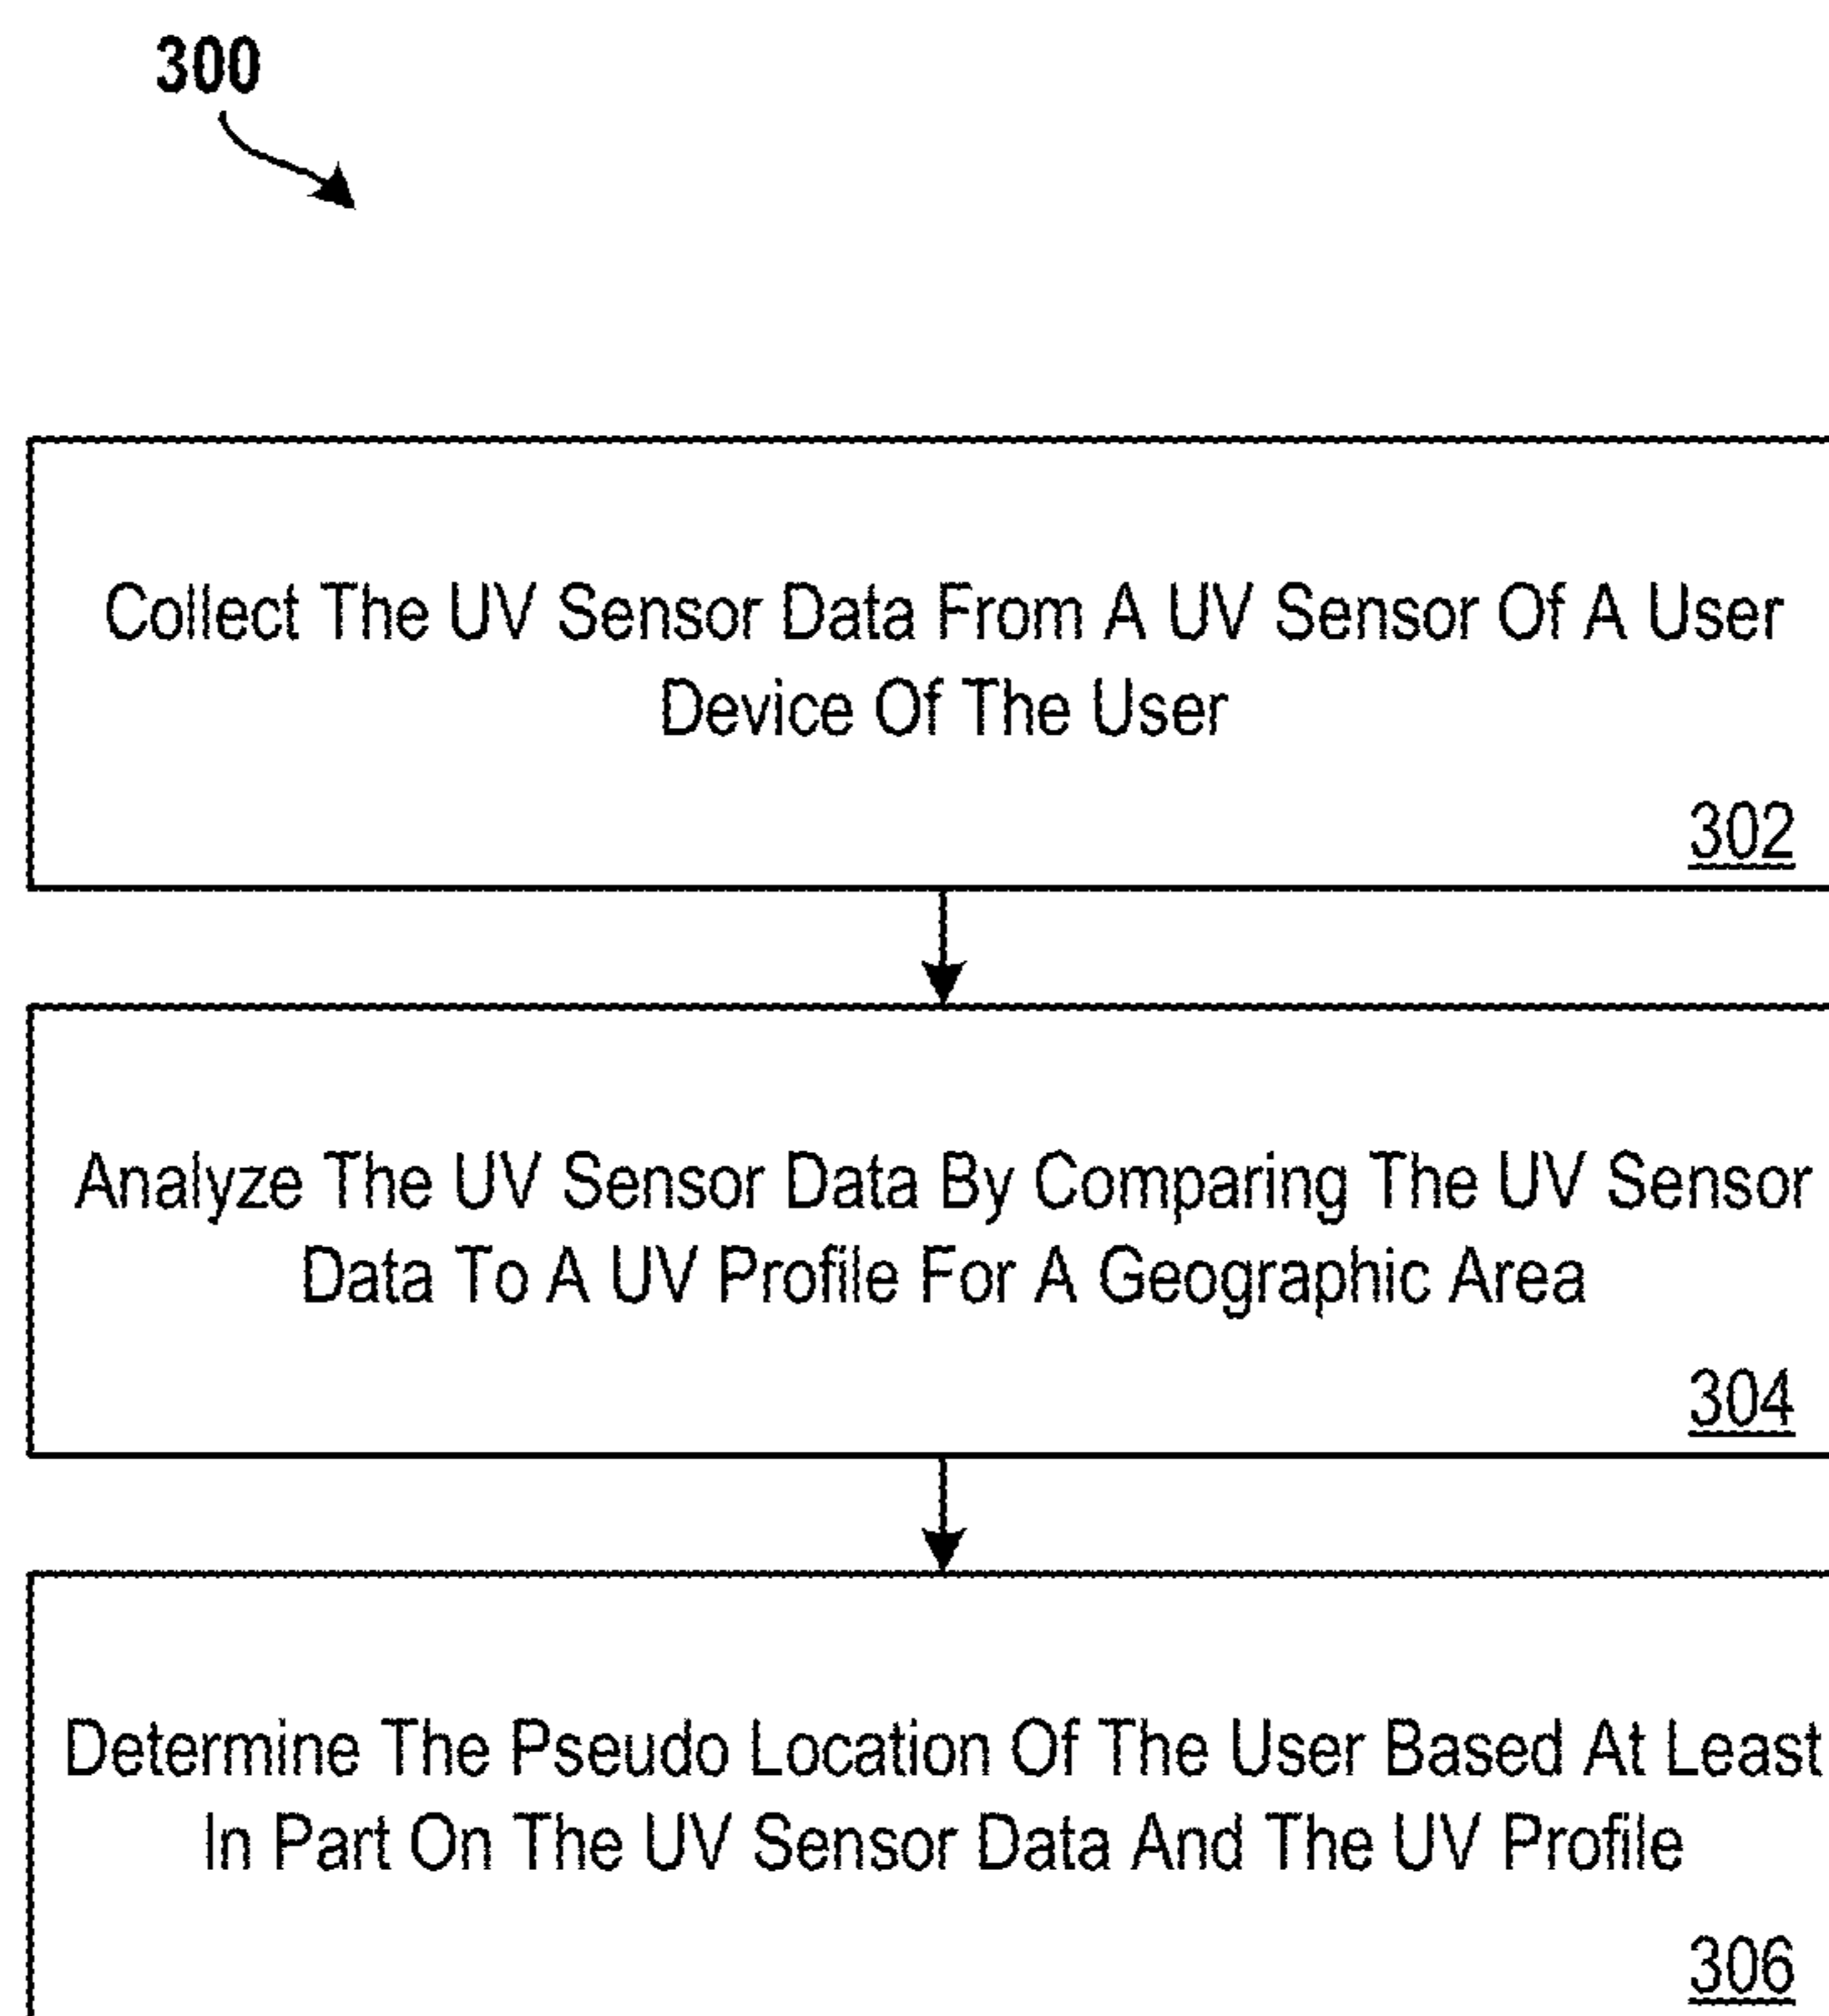 300
Collect The UV Sensor Data From A UV Sensor Of A User
Device Of The User
302
Analyze The UV Sensor Data By Comparing The UV Sensor
Data To A UV Profile For A Geographic Area
304
Determine The Pseudo Location Of The User Based At Least
In Part On The UV Sensor Data And The UV Profile
306